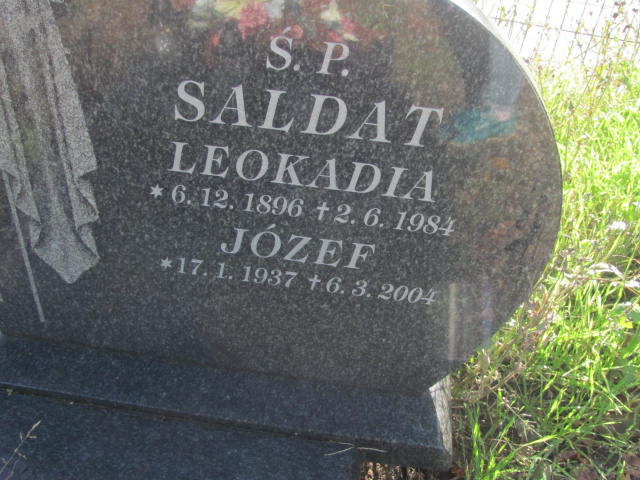 Ś. P.
SALDAT
LEOKADIA
* 6. 12. 1896 + 2. 6. 1984
JÓZEF
* 17. 1. 1937 + 6. 3. 2004